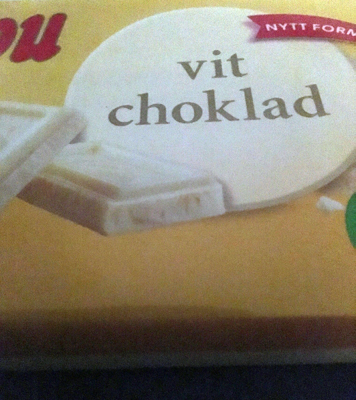 NYTT FORM
vit
choklad